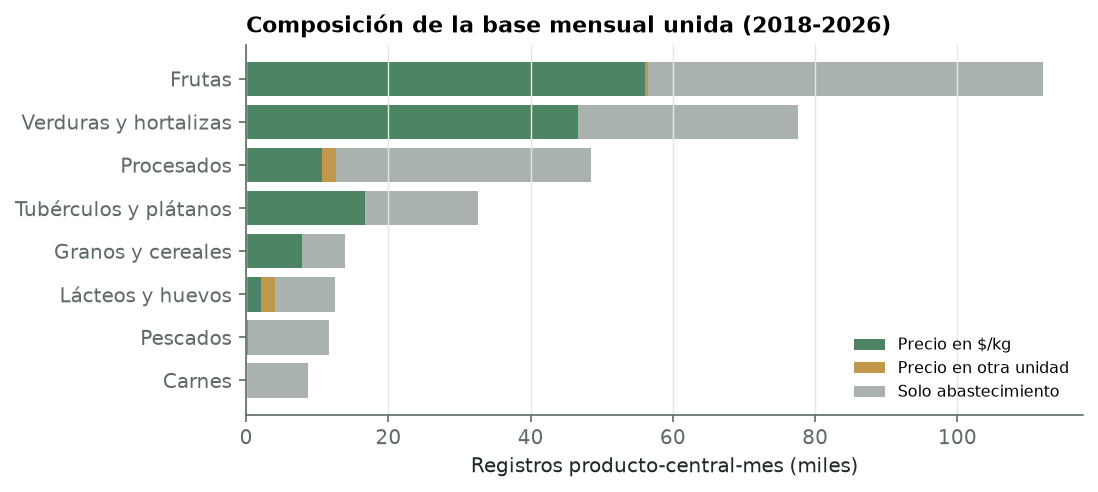 Composición de la base mensual unida (2018-2026)
Frutas
Verduras y hortalizas
Procesados
Tubérculos y plátanos
Granos y cereales
Lácteos y huevos
Pescados
Carnes
Precio en $/kg
Precio en otra unidad
Solo abastecimiento
0 20 40 60 80 100
Registros producto-central-mes (miles)